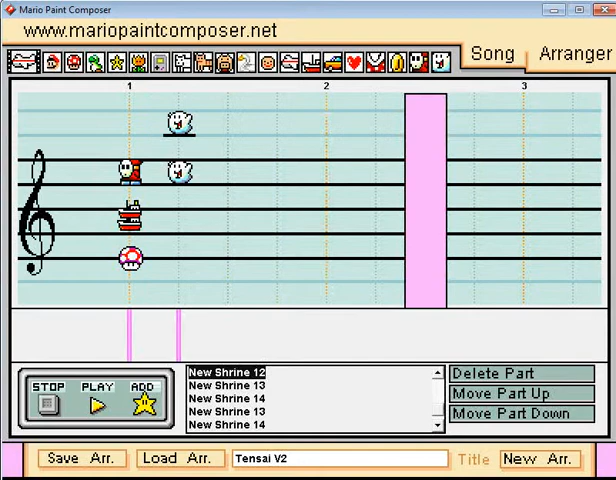 Mario Paint Composer
www.mariopaintcomposer.net
Song
Arranger
1 2 3
New Shrine 12
New Shrine 13
New Shrine 14
New Shrine 13
New Shrine 14
STOP PLAY ADD
Delete Part
Move Part Up
Move Part Down
Save Arr.
Load Arr.
Tensai V2
Title
New Arr.